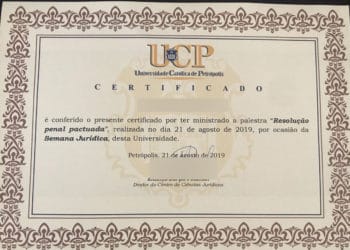 UCP
Universidade Católica de Petrópolis
CERTIFICADO
é conferido o presente certificado por ter ministrado a palestra "Resolução
penal pactuada", realizada no dia 21 de agosto de 2019, por ocasião da
Semana Jurídica, desta Universidade.
Petrópolis, 21 de agosto de 2019
Diretor do Centro de Ciências Jurídicas